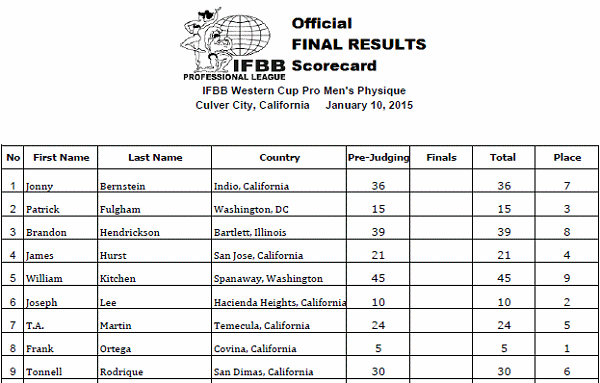 Official
FINAL RESULTS
Scorecard
IFBB
PROFESSIONAL LEAGUE
IFBB Western Cup Pro Men's Physique
Culver City, California January 10, 2015
No First Name Last Name Country Pre-Judging Finals Total Place
1 Jonny Bernstein Indio, California 36 36 7
2 Patrick Fulgham Washington, DC 15 15 3
3 Brandon Hendrickson Bartlett, Illinois 39 39 8
4 James Hurst San Jose, California 21 21 4
5 William Kitchen Spanaway, Washington 45 45 9
6 Joseph Lee Hacienda Heights, California 10 10 2
7 T.A. Martin Temecula, California 24 24 5
8 Frank Ortega Covina, California 5 5 1
9 Tonnell Rodrique San Dimas, California 30 30 6